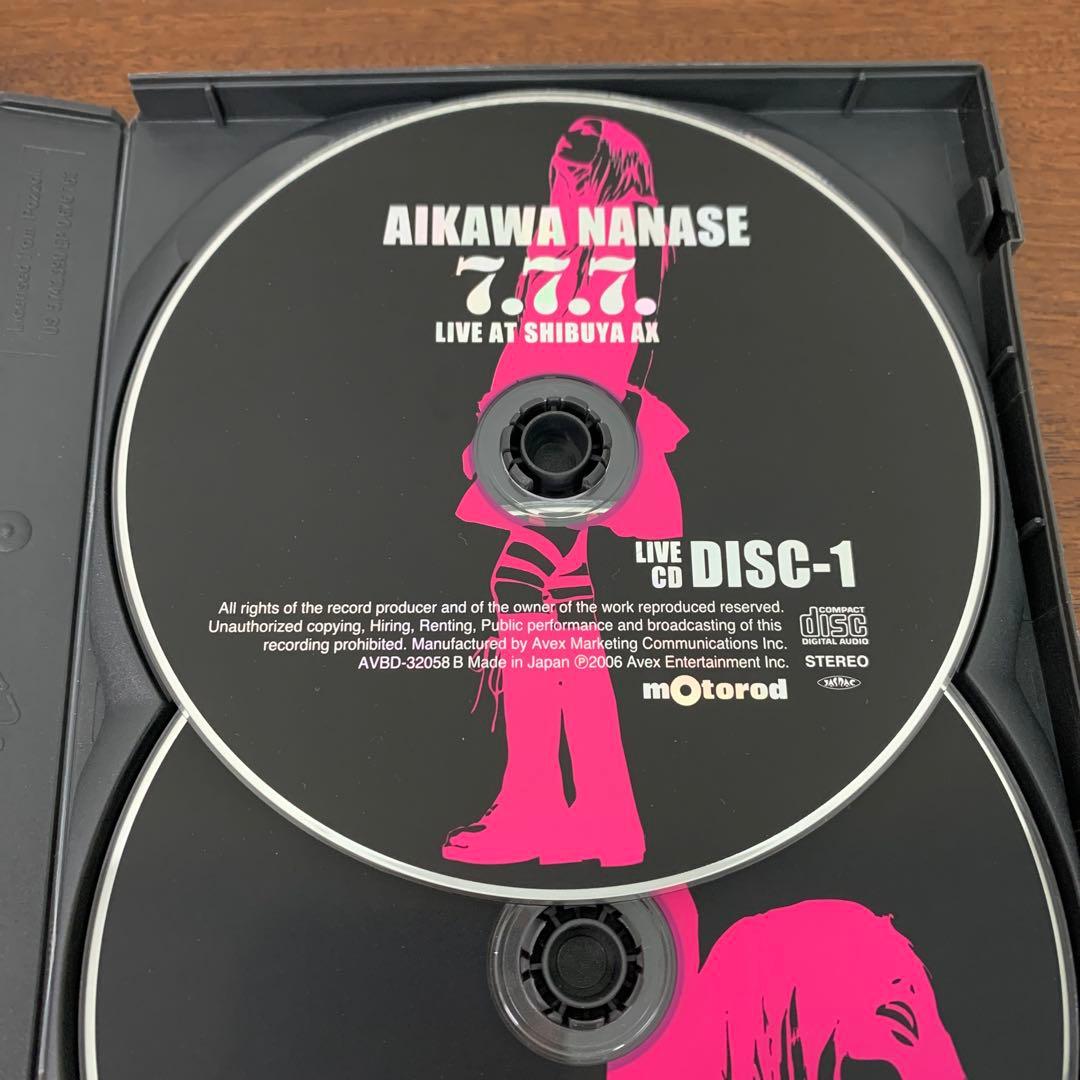 AIKAWA NANASE
7.7.7.
LIVE AT SHIBUYA AX
LIVE
CD DISC-1
All rights of the record producer and of the owner of the work reproduced reserved.
Unauthorized copying, Hiring, Renting, Public performance and broadcasting of this
recording prohibited. Manufactured by Avex Marketing Communications Inc.
AVBD-32058 B Made in Japan ℗2006 Avex Entertainment Inc.
COMPACT
disc
DIGITAL AUDIO
STEREO
JASRAC
motorod
Licensed from